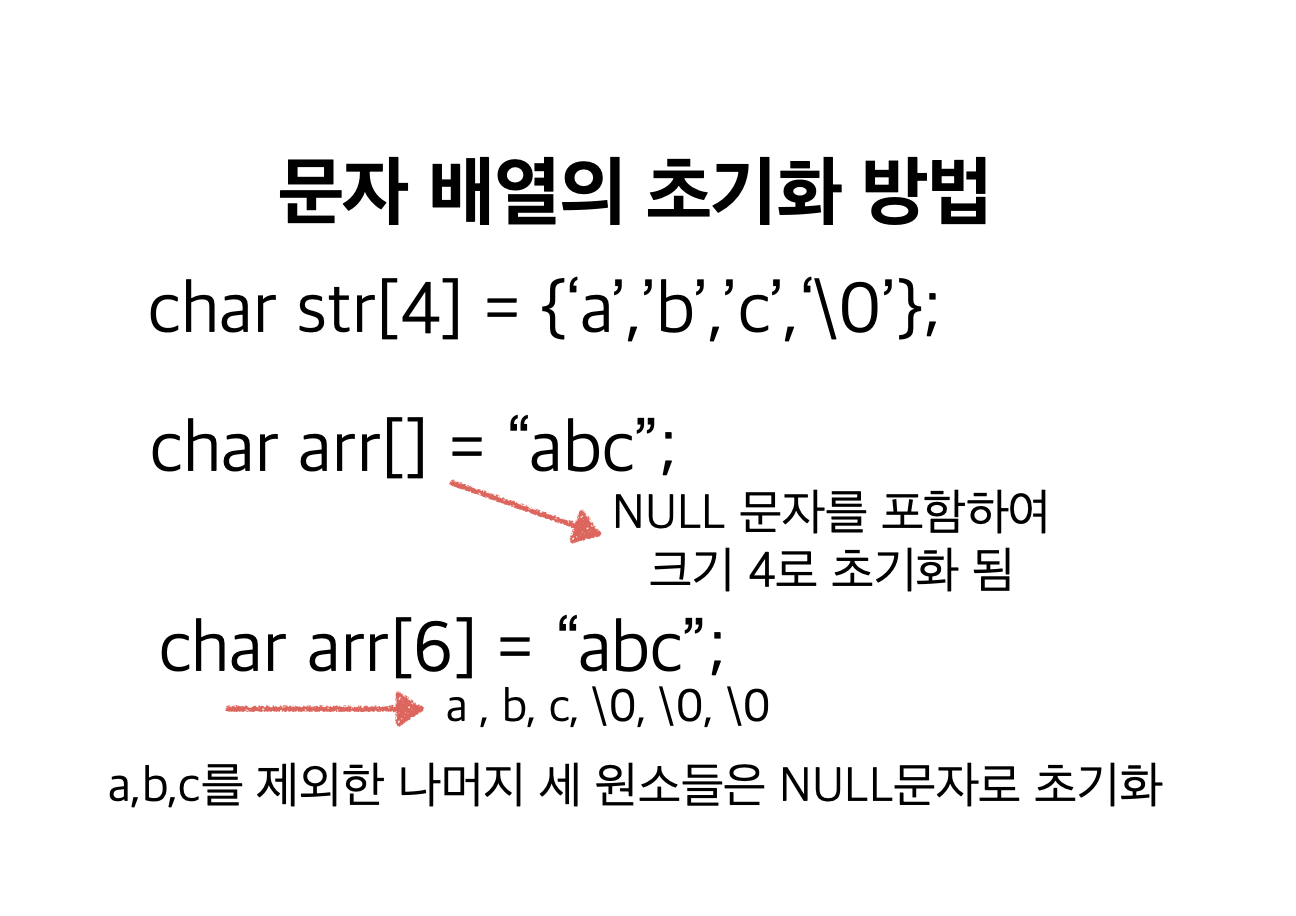 문자 배열의 초기화 방법
char str[4] = {‘a’,’b’,’c’,‘\0’};
char arr[] = “abc”;
NULL 문자를 포함하여
크기 4로 초기화 됨
char arr[6] = “abc”;
a , b, c, \0, \0, \0
a,b,c를 제외한 나머지 세 원소들은 NULL문자로 초기화